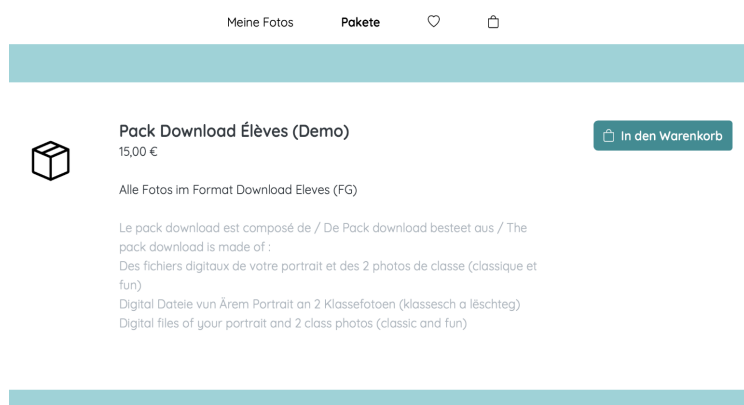 Meine Fotos
Pakete
Pack Download Élèves (Demo)
In den Warenkorb
15,00 €
Alle Fotos im Format Download Eleves (FG)
Le pack download est composé de / De Pack download besteet aus / The
pack download is made of :
Des fichiers digitaux de votre portrait et des 2 photos de classe (classique et
fun)
Digital Dateie vun Ärem Portrait an 2 Klassefotoen (klassesch a lëschteg)
Digital files of your portrait and 2 class photos (classic and fun)